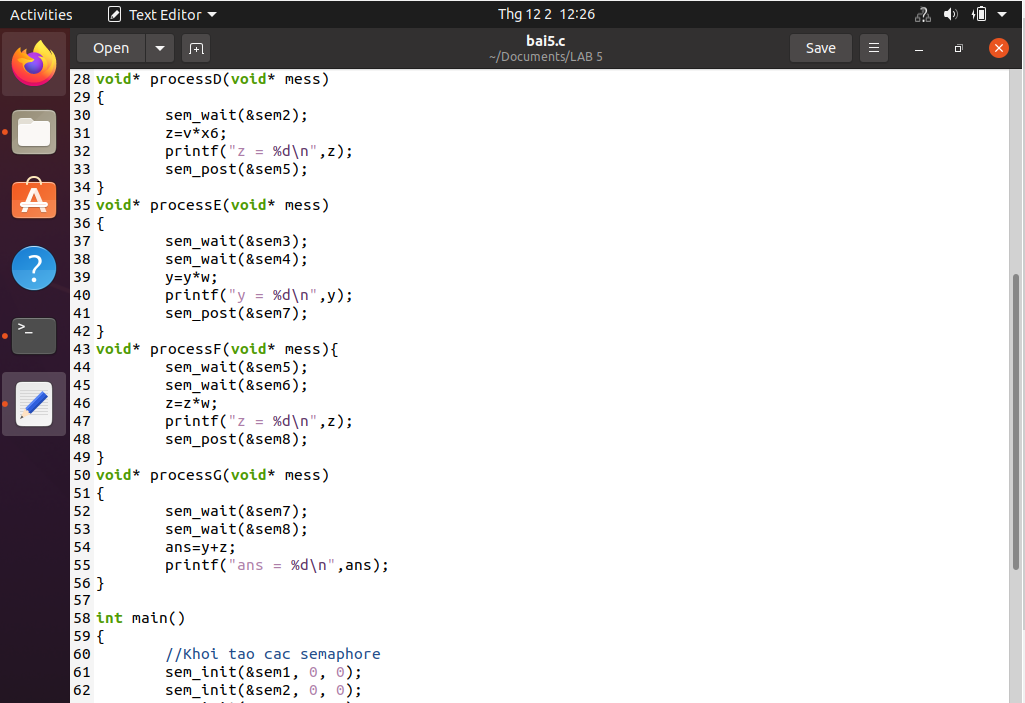 Activities
Text Editor
Thg 12 2 12:26
Open
bai5.c
~/Documents/LAB 5
Save
28 void* processD(void* mess)
29 {
30 sem_wait(&sem2);
31 z=v*x6;
32 printf("z = %d\n",z);
33 sem_post(&sem5);
34 }
35 void* processE(void* mess)
36 {
37 sem_wait(&sem3);
38 sem_wait(&sem4);
39 y=y*w;
40 printf("y = %d\n",y);
41 sem_post(&sem7);
42 }
43 void* processF(void* mess){
44 sem_wait(&sem5);
45 sem_wait(&sem6);
46 z=z*w;
47 printf("z = %d\n",z);
48 sem_post(&sem8);
49 }
50 void* processG(void* mess)
51 {
52 sem_wait(&sem7);
53 sem_wait(&sem8);
54 ans=y+z;
55 printf("ans = %d\n",ans);
56 }
57
58 int main()
59 {
60 //Khoi tao cac semaphore
61 sem_init(&sem1, 0, 0);
62 sem_init(&sem2, 0, 0);